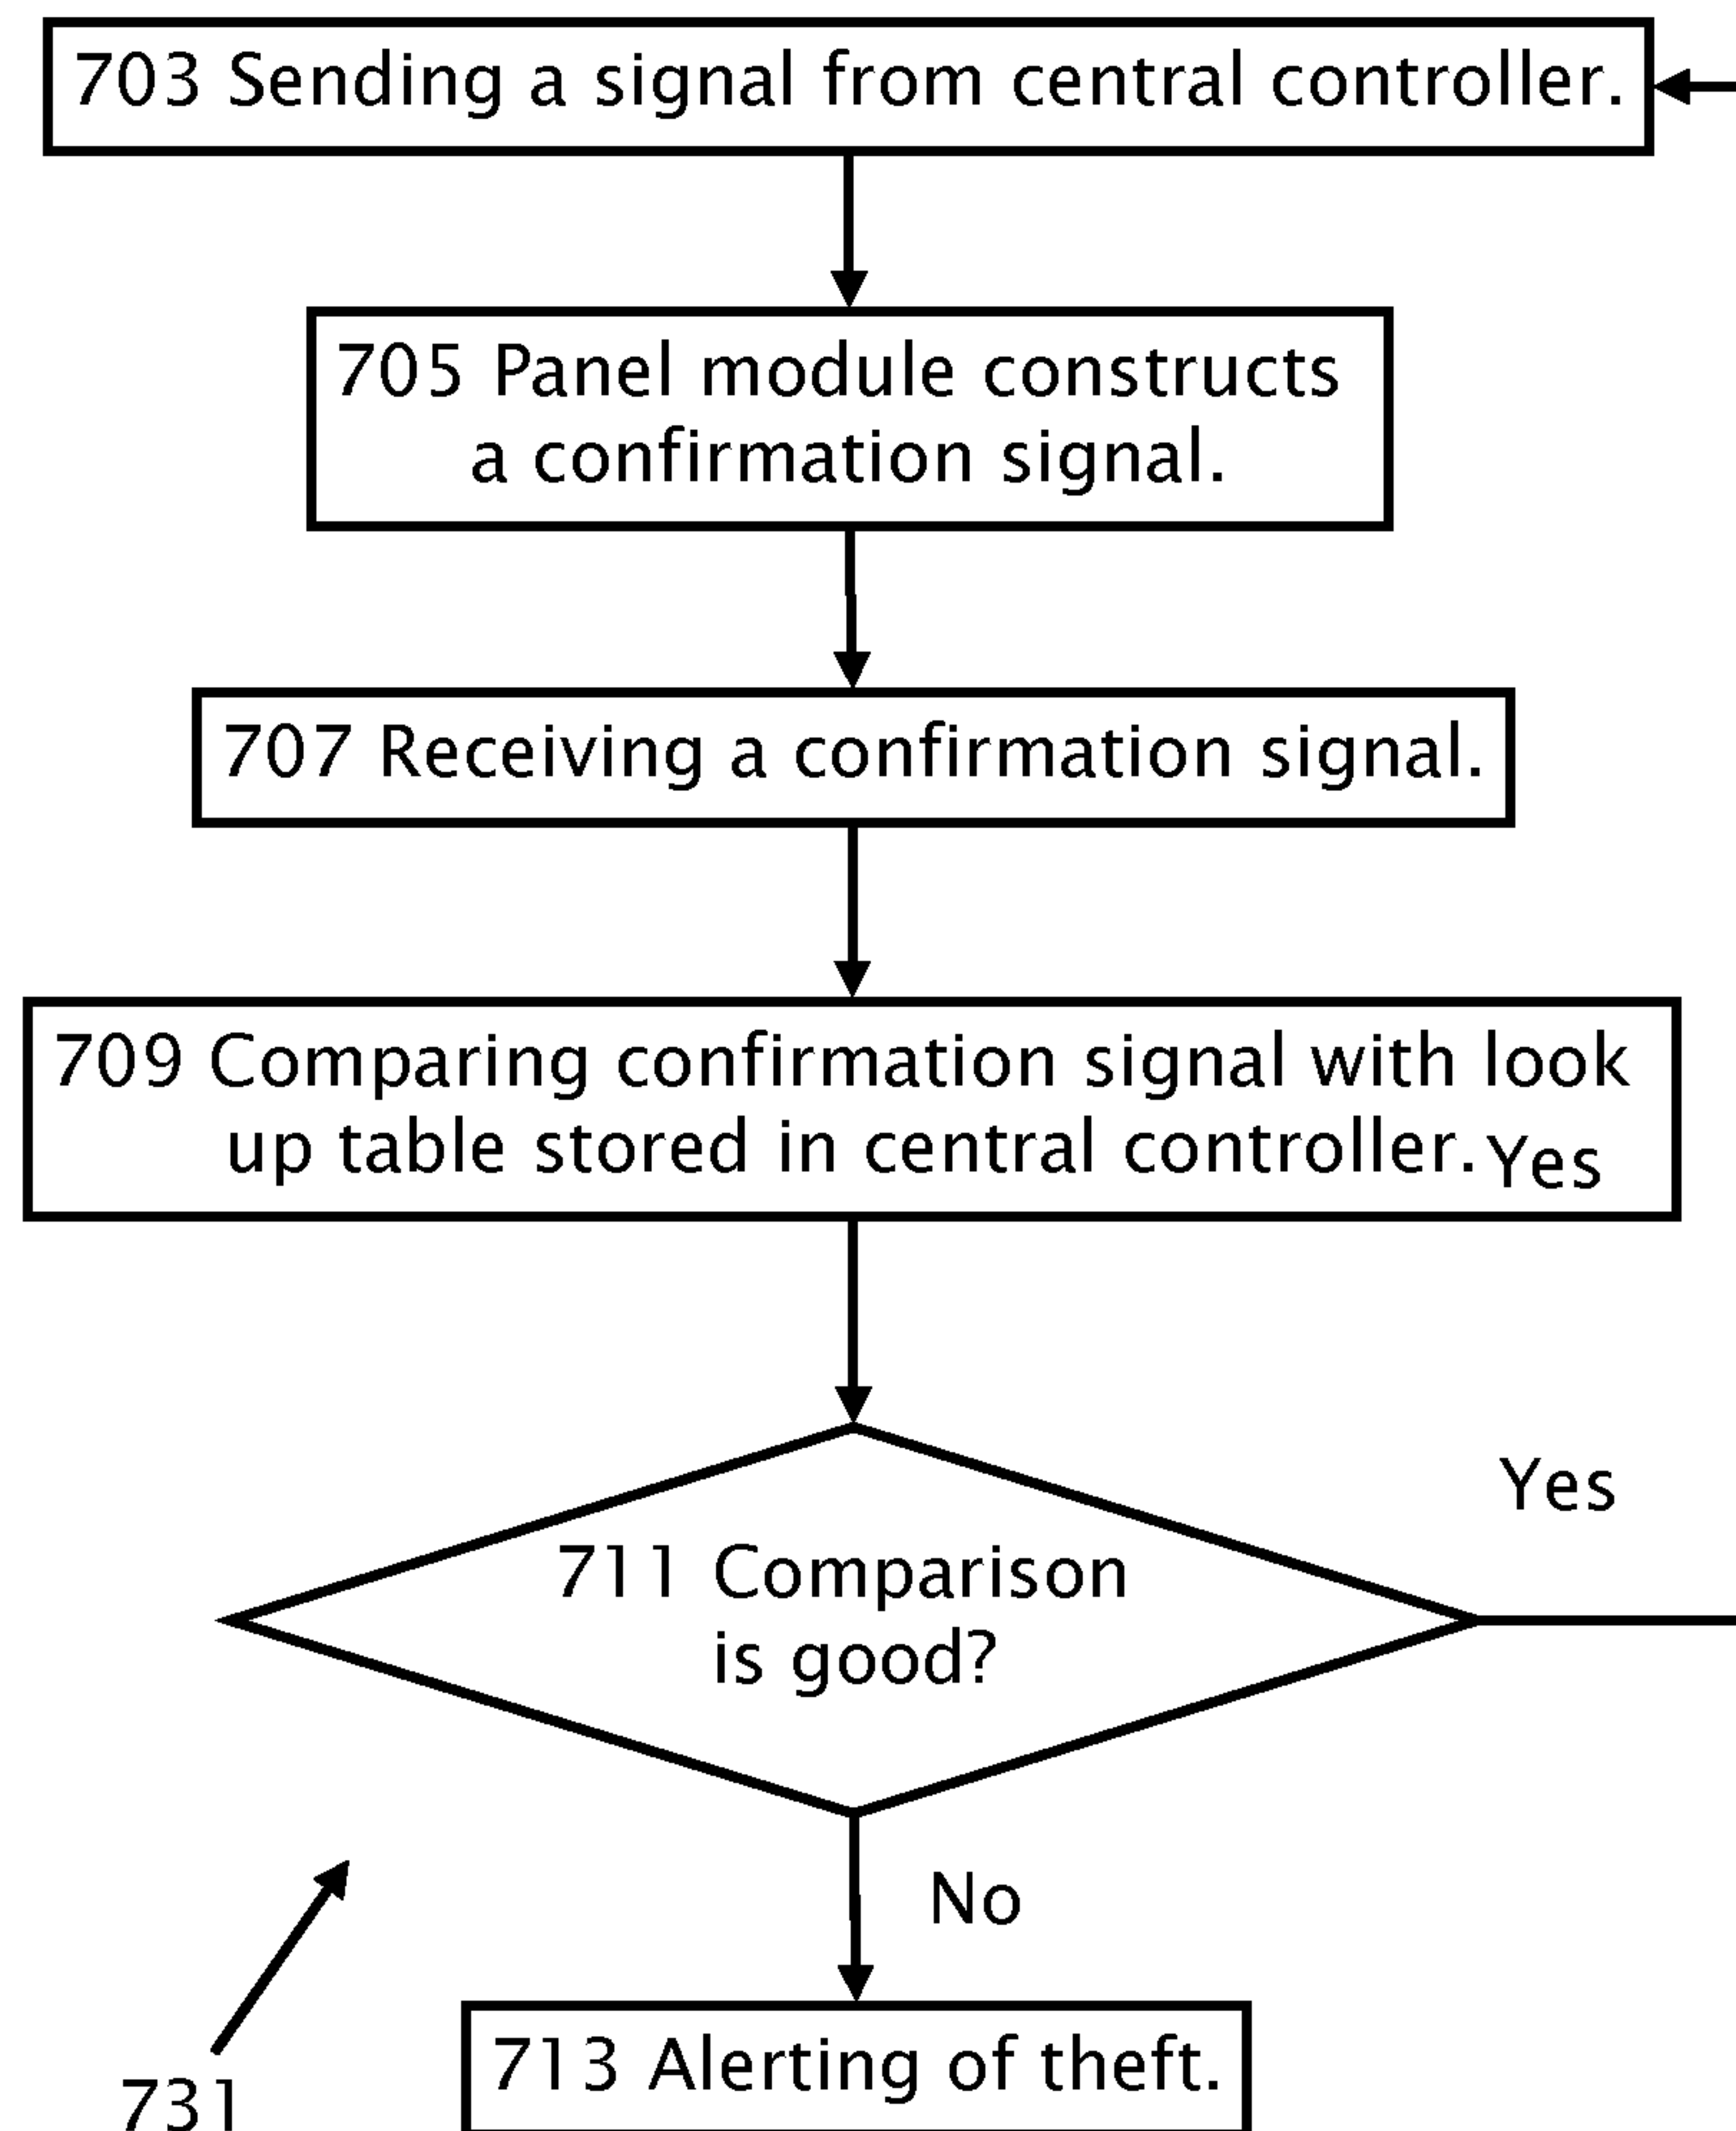 703 Sending a signal from central controller.
705 Panel module constructs
a confirmation signal.
707 Receiving a confirmation signal.
709 Comparing confirmation signal with look
up table stored in central controller. Yes
Yes
711 Comparison
is good?
No
713 Alerting of theft.
731